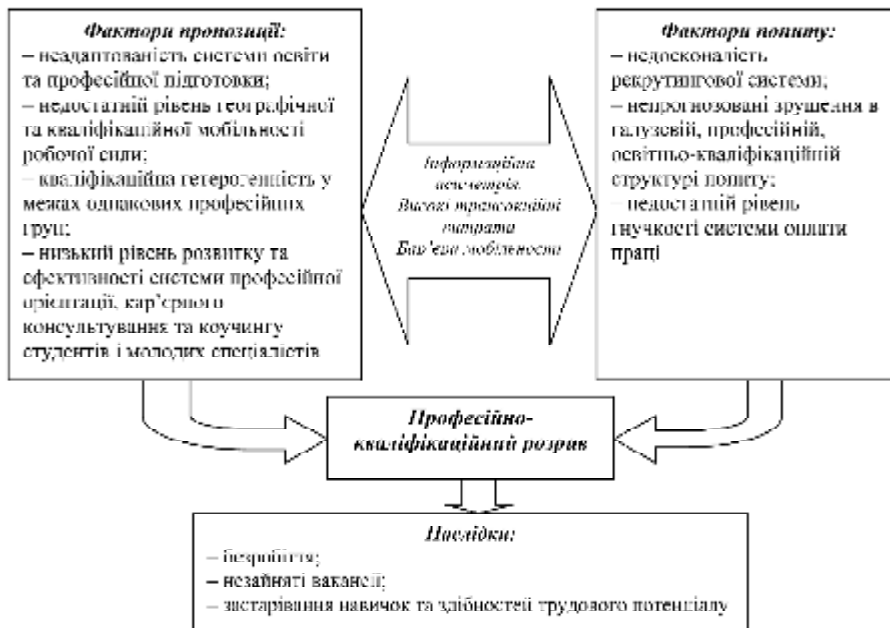 Фактори пропозиції:
– неадаптованість системи освіти
та професійної підготовки;
– недостатній рівень географічної
та кваліфікаційної мобільності
робочої сили;
– кваліфікаційна гетерогенність у
межах однакових професійних
груп;
– низький рівень розвитку та
ефективності системи професійної
орієнтації, кар’єрного
консультування та коучингу
студентів і молодих спеціалістів
Інформаційна
асиметрія
Високі трансакційні
витрати
Бар’єри мобільності
Фактори попиту:
– недосконалість
рекрутингової системи;
– непрогнозовані зрушення в
галузевій, професійній,
освітньо-кваліфікаційній
структурі попиту;
– недостатній рівень
гнучкості системи оплати
праці
Професійно-
кваліфікаційний розрив
Наслідки:
– безробіття;
– незайняті вакансії;
– застарівання навичок та здібностей трудового потенціалу